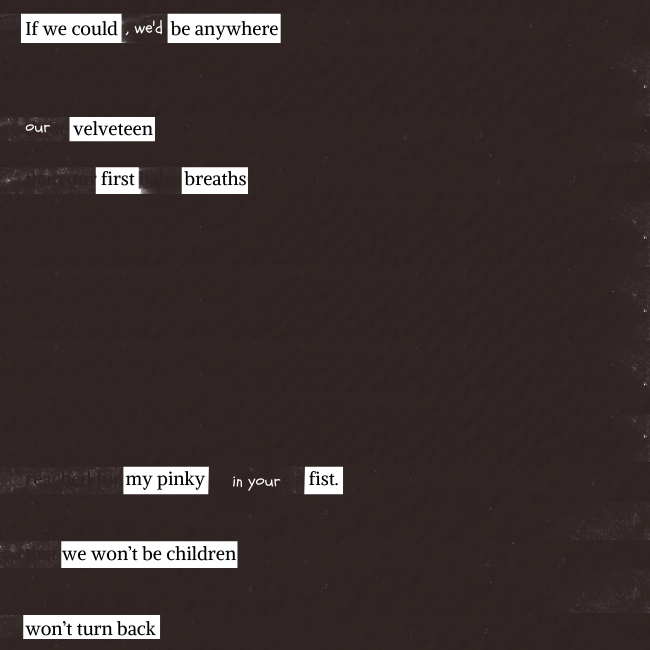 If we could, we'd be anywhere
our velveteen
first breaths
my pinky in your fist.
we won't be children
won't turn back